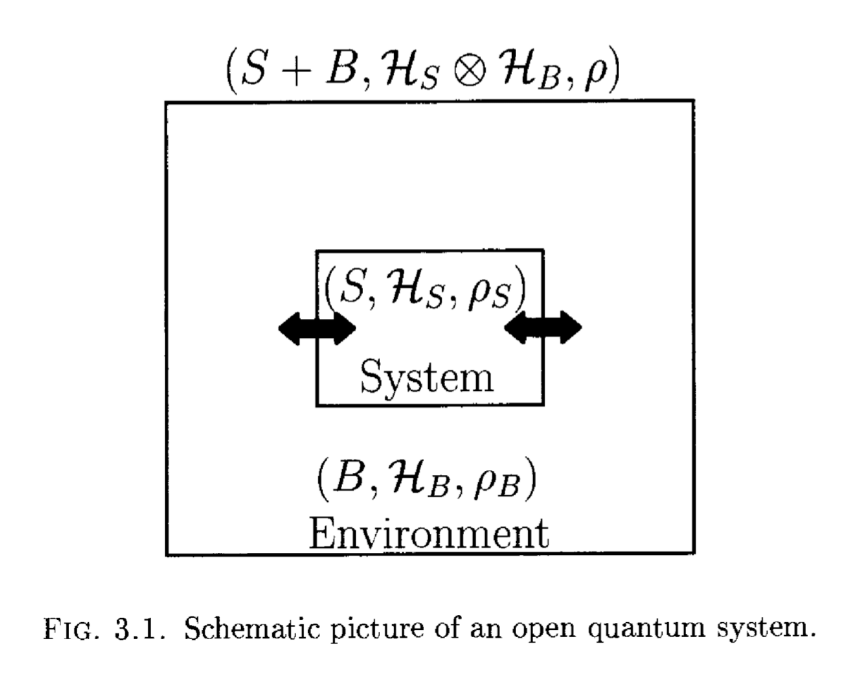 (S + B, ℋ_S ⊗ ℋ_B, ρ)
(S, ℋ_S, ρ_S)
System
(B, ℋ_B, ρ_B)
Environment
FIG. 3.1. Schematic picture of an open quantum system.